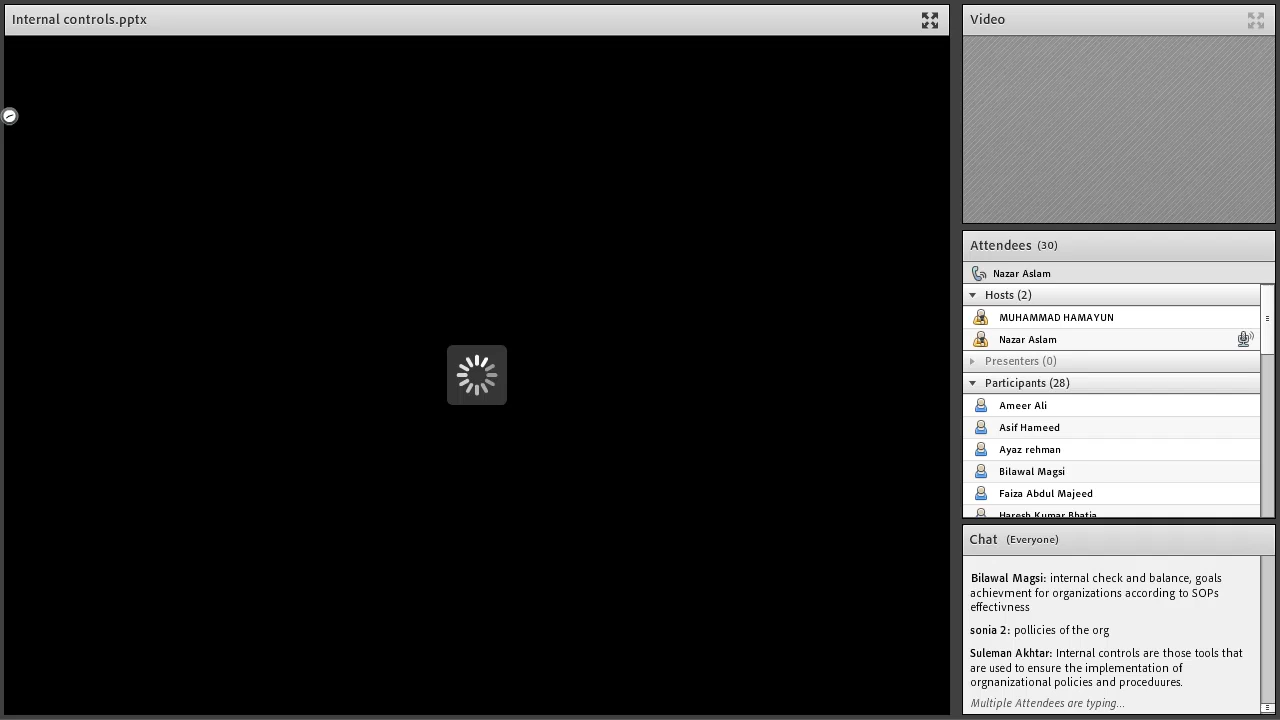 Internal controls.pptx
Video
Attendees (30)
Nazar Aslam
Hosts (2)
MUHAMMAD HAMAYUN
Nazar Aslam
Presenters (0)
Participants (28)
Ameer Ali
Asif Hameed
Ayaz rehman
Bilawal Magsi
Faiza Abdul Majeed
Haresh Kumar Bhatia
Chat (Everyone)
Bilawal Magsi: internal check and balance, goals
achievment for organizations according to SOPs
effectivness
sonia 2: pollicies of the org
Suleman Akhtar: Internal controls are those tools that
are used to ensure the implementation of
orgnanizational policies and proceduures.
Multiple Attendees are typing...